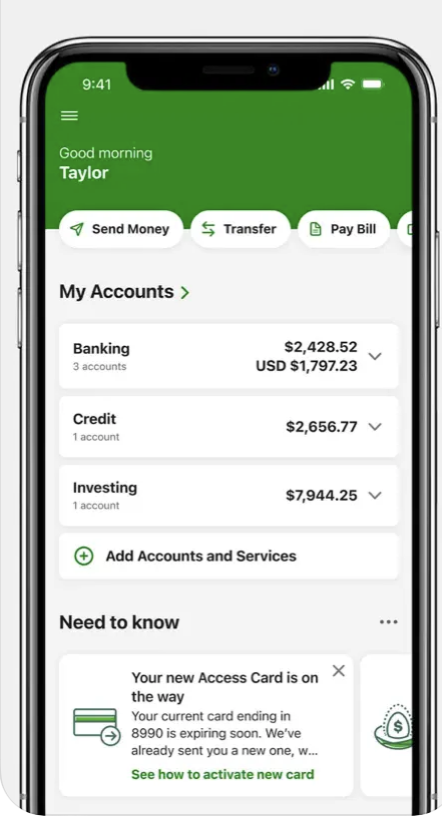 9:41
Good morning
Taylor
Send Money
Transfer
Pay Bill
My Accounts
Banking
$2,428.52
3 accounts
USD $1,797.23
Credit
$2,656.77
1 account
Investing
$7,944.25
1 account
Add Accounts and Services
Need to know
Your new Access Card is on
the way
Your current card ending in
8990 is expiring soon. We've
already sent you a new one, w...
See how to activate new card
$